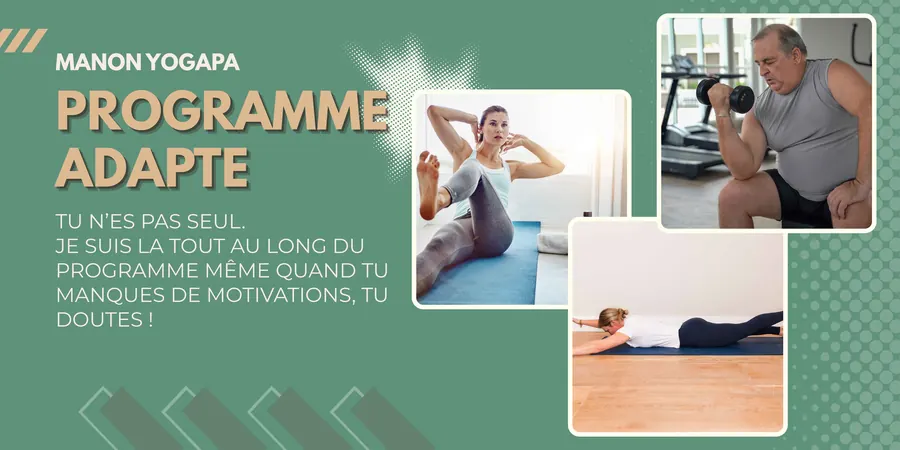 MANON YOGAPA
PROGRAMME
ADAPTE
TU N'ES PAS SEUL.
JE SUIS LA TOUT AU LONG DU
PROGRAMME MÊME QUAND TU
MANQUES DE MOTIVATIONS, TU
DOUTES !